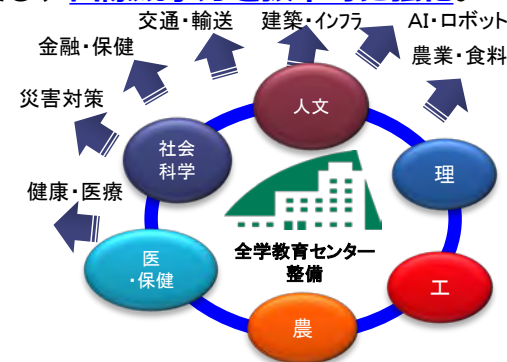 交通・輸送 建築・インフラ AI・ロボット
金融・保健
農業・食料
災害対策
人文
社会
科学
理
健康・医療
全学教育センター
整備
医
・保健
工
農